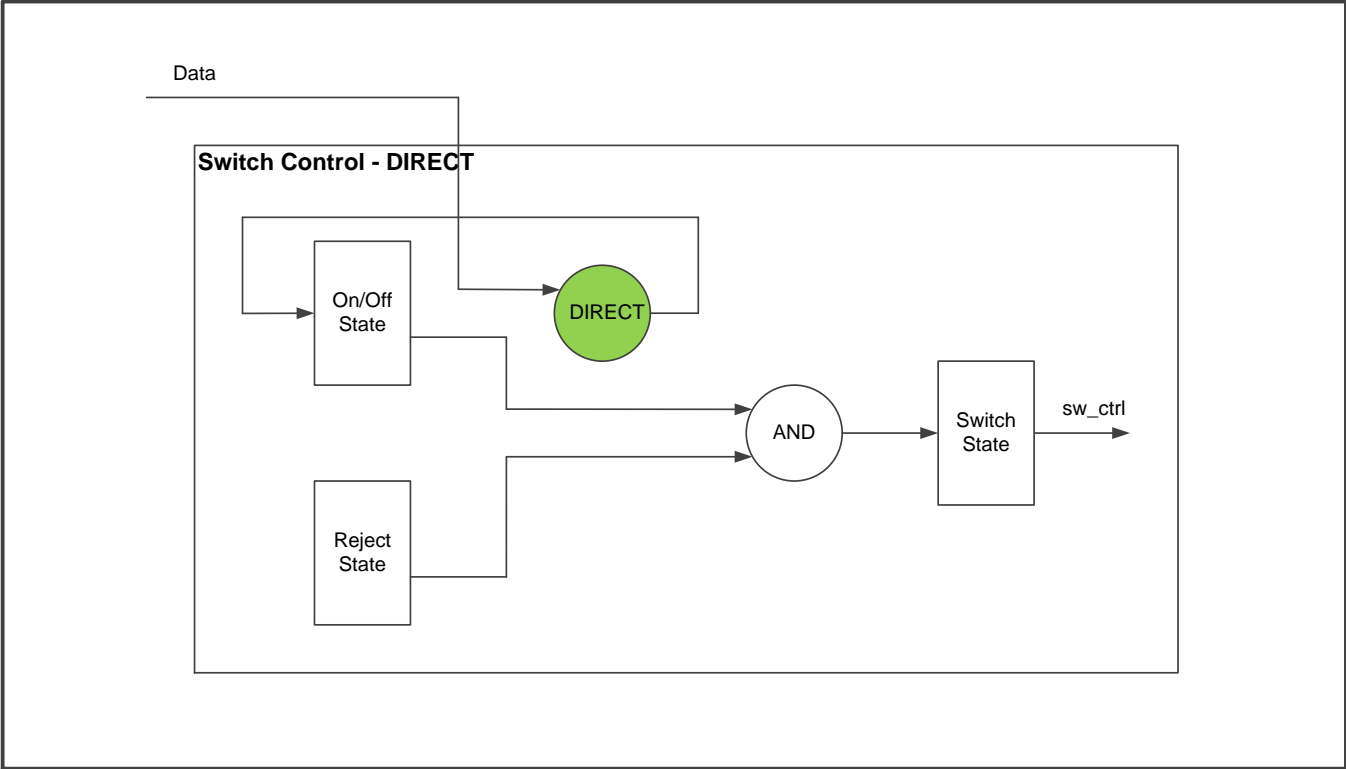 Data
Switch Control - DIRECT
On/Off
State
DIRECT
AND
Switch
State
sw_ctrl
Reject
State